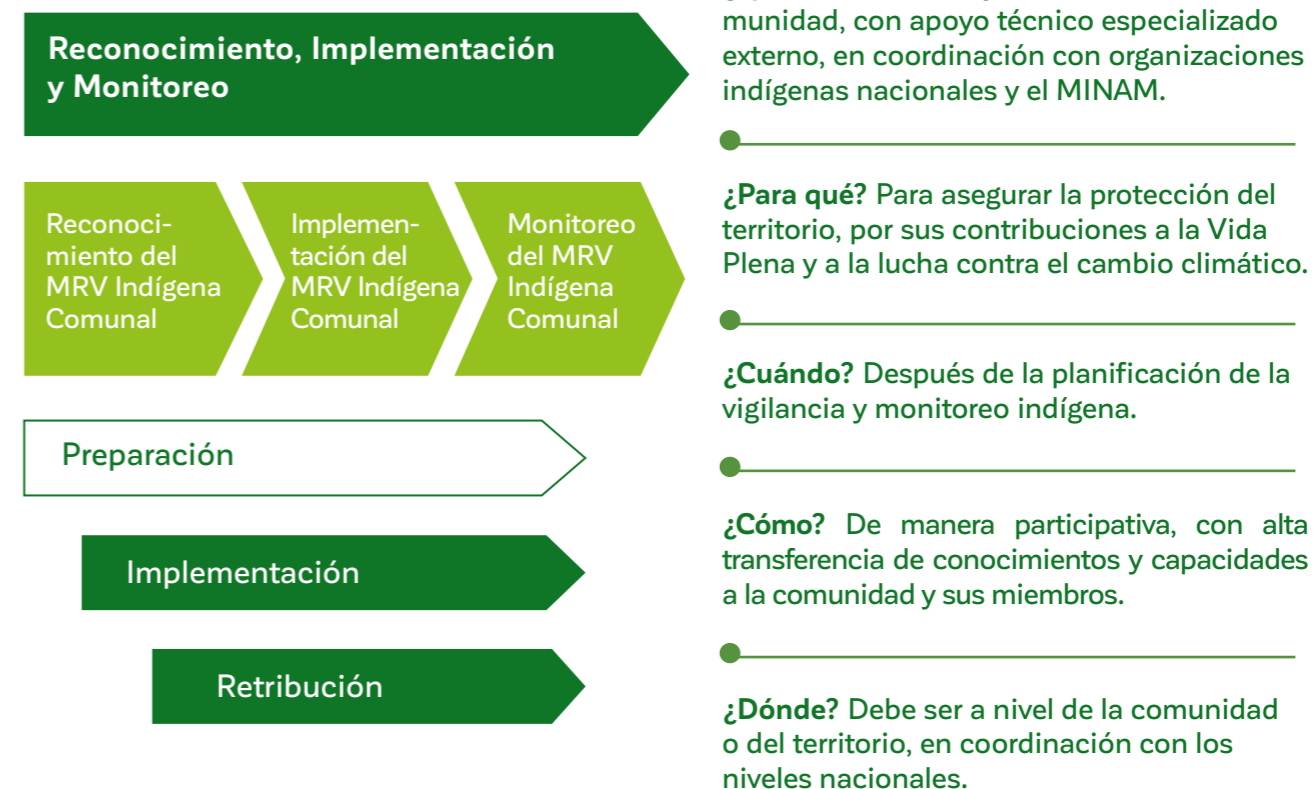 Reconocimiento, Implementación
y Monitoreo
Reconoci-
miento del
MRV Indígena
Comunal
Implemen-
tación del
MRV Indígena
Comunal
Monitoreo
del MRV
Indígena
Comunal
Preparación
Implementación
Retribución
munidad, con apoyo técnico especializado
externo, en coordinación con organizaciones
indígenas nacionales y el MINAM.
¿Para qué? Para asegurar la protección del
territorio, por sus contribuciones a la Vida
Plena y a la lucha contra el cambio climático.
¿Cuándo? Después de la planificación de la
vigilancia y monitoreo indígena.
¿Cómo? De manera participativa, con alta
transferencia de conocimientos y capacidades
a la comunidad y sus miembros.
¿Dónde? Debe ser a nivel de la comunidad
o del territorio, en coordinación con los
niveles nacionales.